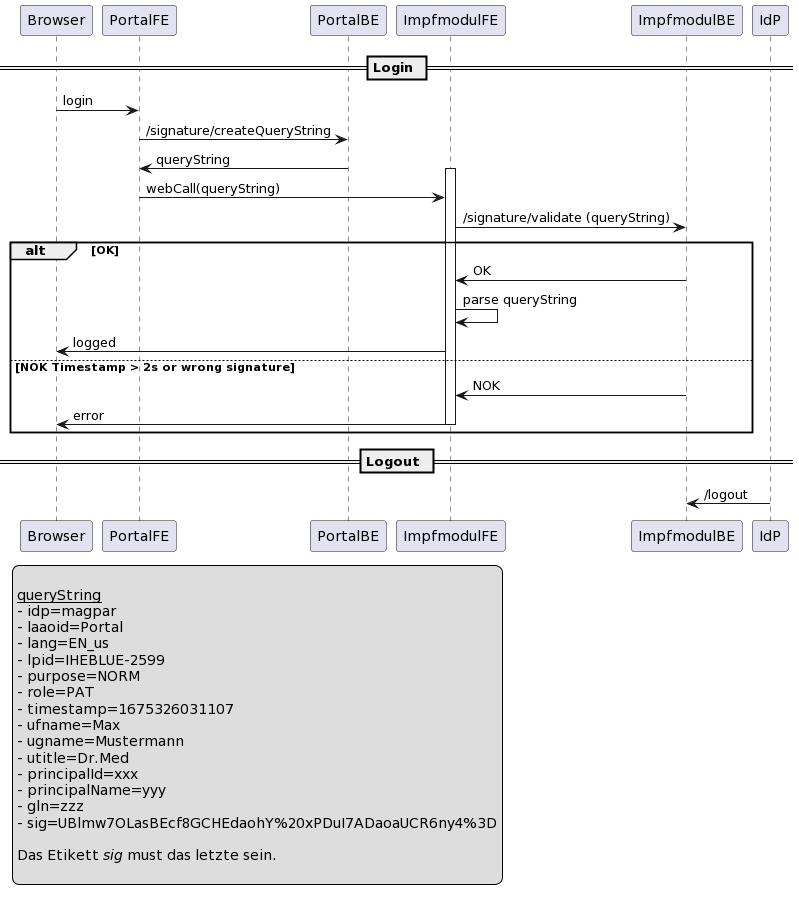 Browser PortalFE PortalBE ImpfmodulFE ImpfmodulBE IdP
Login
login
/signature/createQueryString
queryString
webCall(queryString)
/signature/validate (queryString)
alt [OK]
OK
parse queryString
logged
[NOK Timestamp > 2s or wrong signature]
NOK
error
Logout
/logout
Browser PortalFE PortalBE ImpfmodulFE ImpfmodulBE IdP
queryString
- idp=magpar
- laaoid=Portal
- lang=EN_us
- lpid=IHEBLUE-2599
- purpose=NORM
- role=PAT
- timestamp=1675326031107
- ufname=Max
- ugname=Mustermann
- utitle=Dr.Med
- principalId=xxx
- principalName=yyy
- gln=zzz
- sig=UBlmw7OLasBEcf8GCHEdaohY%20xPDuI7ADaoaUCR6ny4%3D
Das Etikett sig must das letzte sein.